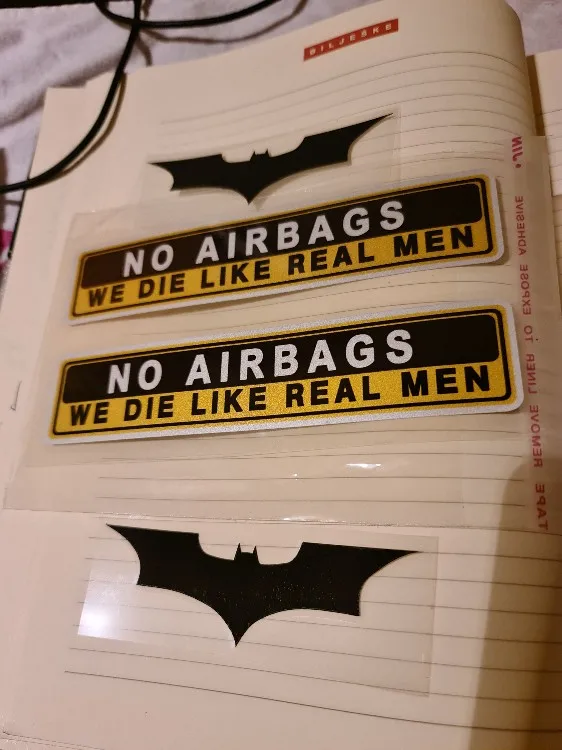 BILJEŠKE
NO AIRBAGS
WE DIE LIKE REAL MEN
NO AIRBAGS
WE DIE LIKE REAL MEN
TAPE REMOVE LINER TO EXPOSE ADHESIVE